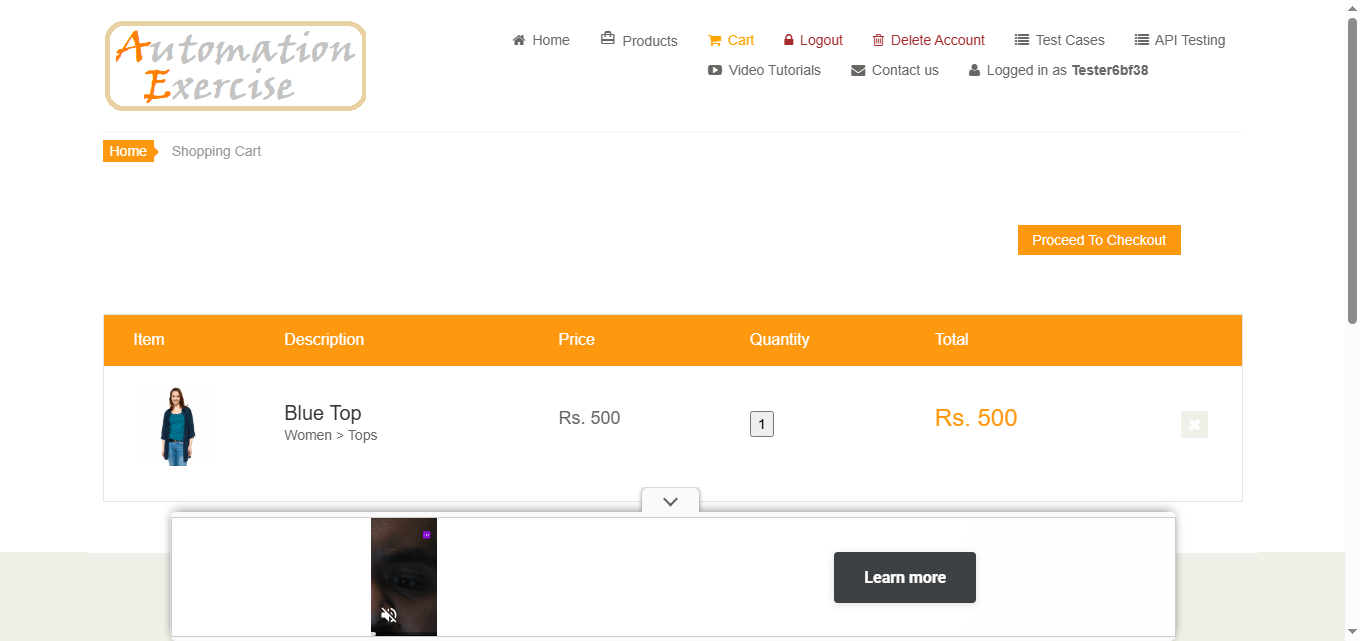 Automation
Exercise
Home Products Cart Logout Delete Account Test Cases API Testing
Video Tutorials Contact us Logged in as Tester6bf38
Home Shopping Cart
Proceed To Checkout
Item Description Price Quantity Total
Blue Top Rs. 500 1 Rs. 500
Women > Tops
Learn more